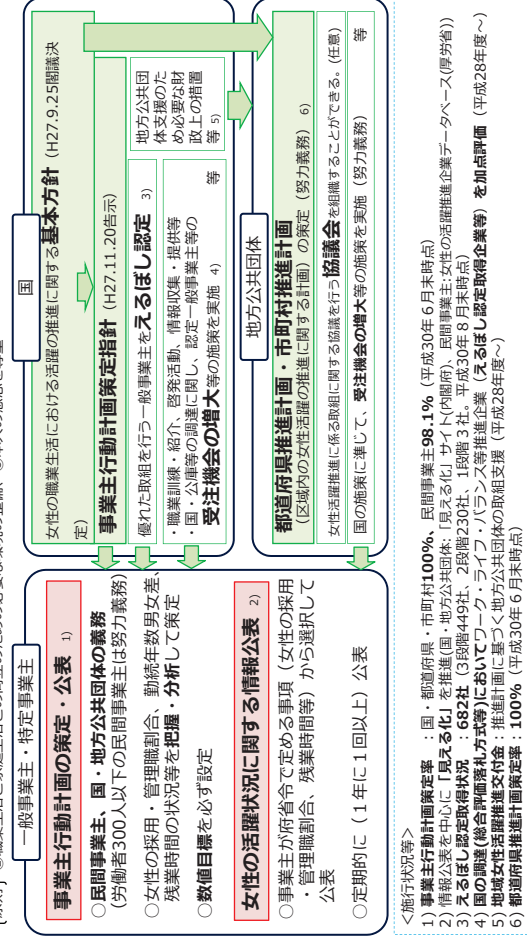 一般事業主・特定事業主
事業主行動計画の策定・公表 1)
○民間事業主、国・地方公共団体の義務
(労働者300人以下の民間事業主は努力義務)
○女性の採用・管理職割合、勤続年数男女差、
残業時間の状況等を把握・分析して策定
○数値目標を必ず設定
女性の活躍状況に関する情報公表 2)
○事業主が府省令で定める事項（女性の採用
・管理職割合、残業時間等）から選択して
公表
○定期的に（１年に１回以上）公表
国
女性の職業生活における活躍の推進に関する基本方針（H27.9.25閣議決
定）
事業主行動計画策定指針（H27.11.20告示）
優れた取組を行う一般事業主をえるぼし認定 3)
・職業訓練・紹介、啓発活動、情報収集・提供等
・国・公庫等の調達に関し、認定一般事業主等の
受注機会の増大等の施策を実施 4) 等
地方公共団
体支援のた
め必要な財
政上の措置
等 5)
地方公共団体
都道府県推進計画・市町村推進計画
（区域内の女性活躍の推進に関する計画）の策定（努力義務） 6)
女性活躍推進に係る取組に関する協議を行う協議会を組織することができる。(任意)
国の施策に準じて、受注機会の増大等の施策を実施（努力義務） 等
＜施行状況等＞
1) 事業主行動計画策定率 ：国・都道府県・市町村100%、民間事業主98.1%（平成30年６月末時点）
2) 情報公表を中心に「見える化」を推進(国・地方公共団体:「見える化」サイト(内閣府)、民間事業主:女性の活躍推進企業データベース(厚労省))
3) えるぼし認定取得状況 ：682社（3段階449社、2段階230社、1段階３社。平成30年８月末時点）
4) 国の調達(総合評価落札方式等)においてワーク・ライフ・バランス等推進企業（えるぼし認定取得企業等）を加点評価（平成28年度～）
5) 地域女性活躍推進交付金：推進計画に基づく地方公共団体の取組支援（平成28年度～）
6) 都道府県推進計画策定率：100%（平成30年６月末時点）